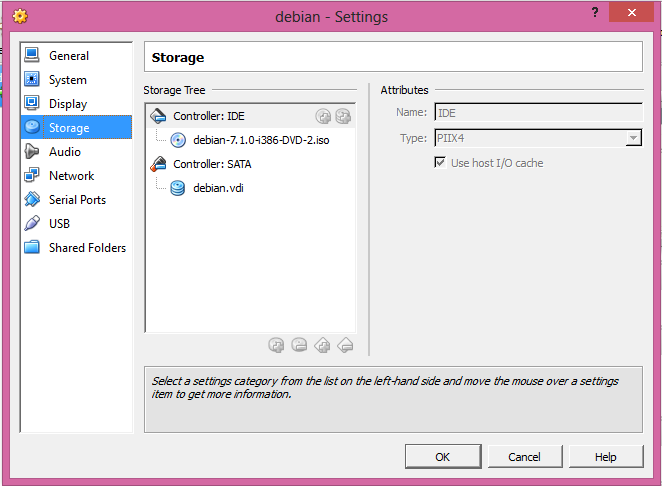 debian - Settings
?
General
System
Display
Storage
Audio
Network
Serial Ports
USB
Shared Folders
Storage
Storage Tree
Controller: IDE
debian-7.1.0-i386-DVD-2.iso
Controller: SATA
debian.vdi
Attributes
Name: IDE
Type: PIIX4
Use host I/O cache
Select a settings category from the list on the left-hand side and move the mouse over a settings
item to get more information.
OK Cancel Help